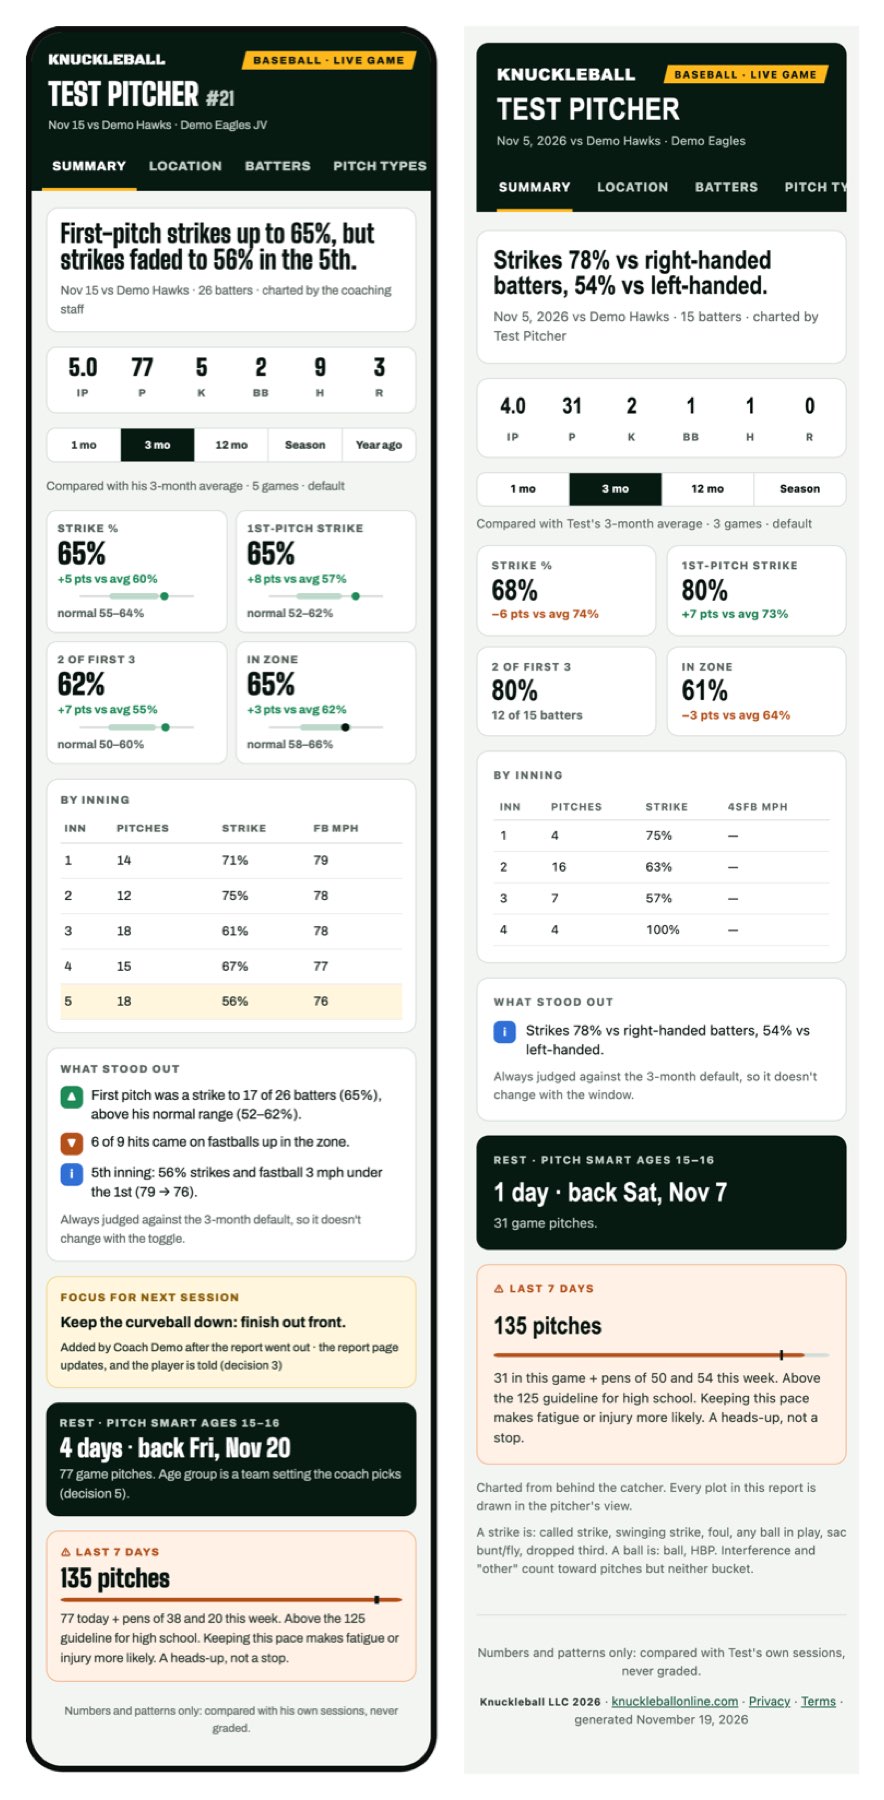 KNUCKLEBALL
BASEBALL · LIVE GAME
TEST PITCHER #21
Nov 15 vs Demo Hawks · Demo Eagles JV
SUMMARY LOCATION BATTERS PITCH TYPES
First-pitch strikes up to 65%, but
strikes faded to 56% in the 5th.
Nov 15 vs Demo Hawks · 26 batters · charted by the coaching
staff
5.0 77 5 2 9 3
IP P K BB H R
1 mo 3 mo 12 mo Season Year ago
Compared with his 3-month average · 5 games · default
STRIKE %
65%
+5 pts vs avg 60%
normal 55–64%
1ST-PITCH STRIKE
65%
+8 pts vs avg 57%
normal 52–62%
2 OF FIRST 3
62%
+7 pts vs avg 55%
normal 50–60%
IN ZONE
65%
+3 pts vs avg 62%
normal 58–66%
BY INNING
INN PITCHES STRIKE FB MPH
1 14 71% 79
2 12 75% 78
3 18 61% 78
4 15 67% 77
5 18 56% 76
WHAT STOOD OUT
▲ First pitch was a strike to 17 of 26 batters (65%),
above his normal range (52–62%).
▼ 6 of 9 hits came on fastballs up in the zone.
i 5th inning: 56% strikes and fastball 3 mph under
the 1st (79 → 76).
Always judged against the 3-month default, so it doesn't
change with the toggle.
FOCUS FOR NEXT SESSION
Keep the curveball down: finish out front.
Added by Coach Demo after the report went out · the report page
updates, and the player is told (decision 3)
REST · PITCH SMART AGES 15–16
4 days · back Fri, Nov 20
77 game pitches. Age group is a team setting the coach picks
(decision 5).
⚠ LAST 7 DAYS
135 pitches
77 today + pens of 38 and 20 this week. Above the 125
guideline for high school. Keeping this pace makes fatigue or
injury more likely. A heads-up, not a stop.
Numbers and patterns only: compared with his own sessions, never
graded.
KNUCKLEBALL
BASEBALL · LIVE GAME
TEST PITCHER
Nov 5, 2026 vs Demo Hawks · Demo Eagles
SUMMARY LOCATION BATTERS PITCH TY
Strikes 78% vs right-handed
batters, 54% vs left-handed.
Nov 5, 2026 vs Demo Hawks · 15 batters · charted by
Test Pitcher
4.0 31 2 1 1 0
IP P K BB H R
1 mo 3 mo 12 mo Season
Compared with Test's 3-month average · 3 games · default
STRIKE %
68%
−6 pts vs avg 74%
1ST-PITCH STRIKE
80%
+7 pts vs avg 73%
2 OF FIRST 3
80%
12 of 15 batters
IN ZONE
61%
−3 pts vs avg 64%
BY INNING
INN PITCHES STRIKE 4SFB MPH
1 4 75% —
2 16 63% —
3 7 57% —
4 4 100% —
WHAT STOOD OUT
i Strikes 78% vs right-handed batters, 54% vs
left-handed.
Always judged against the 3-month default, so it doesn't
change with the window.
REST · PITCH SMART AGES 15–16
1 day · back Sat, Nov 7
31 game pitches.
⚠ LAST 7 DAYS
135 pitches
31 in this game + pens of 50 and 54 this week. Above
the 125 guideline for high school. Keeping this pace
makes fatigue or injury more likely. A heads-up, not a
stop.
Charted from behind the catcher. Every plot in this report is
drawn in the pitcher's view.
A strike is: called strike, swinging strike, foul, any ball in play, sac
bunt/fly, dropped third. A ball is: ball, HBP. Interference and
"other" count toward pitches but neither bucket.
Numbers and patterns only: compared with Test's own sessions,
never graded.
Knuckleball LLC 2026 · knuckleballonline.com · Privacy · Terms ·
generated November 19, 2026